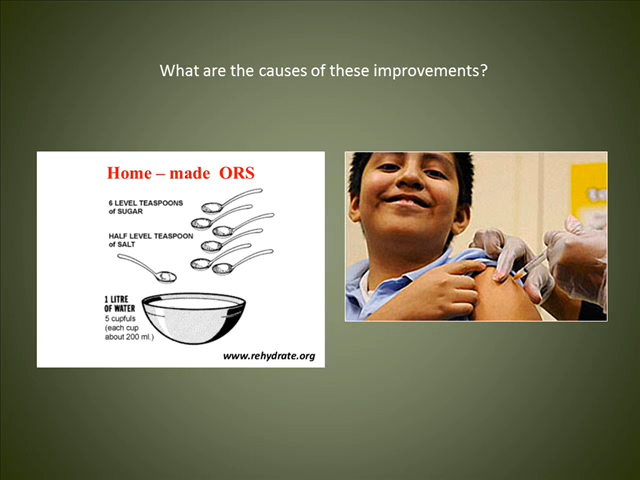 What are the causes of these improvements?
Home – made ORS
6 LEVEL TEASPOONS
of SUGAR
HALF LEVEL TEASPOON
of SALT
1 LITRE
OF WATER
5 cupfuls
(each cup
about 200 ml.)
www.rehydrate.org